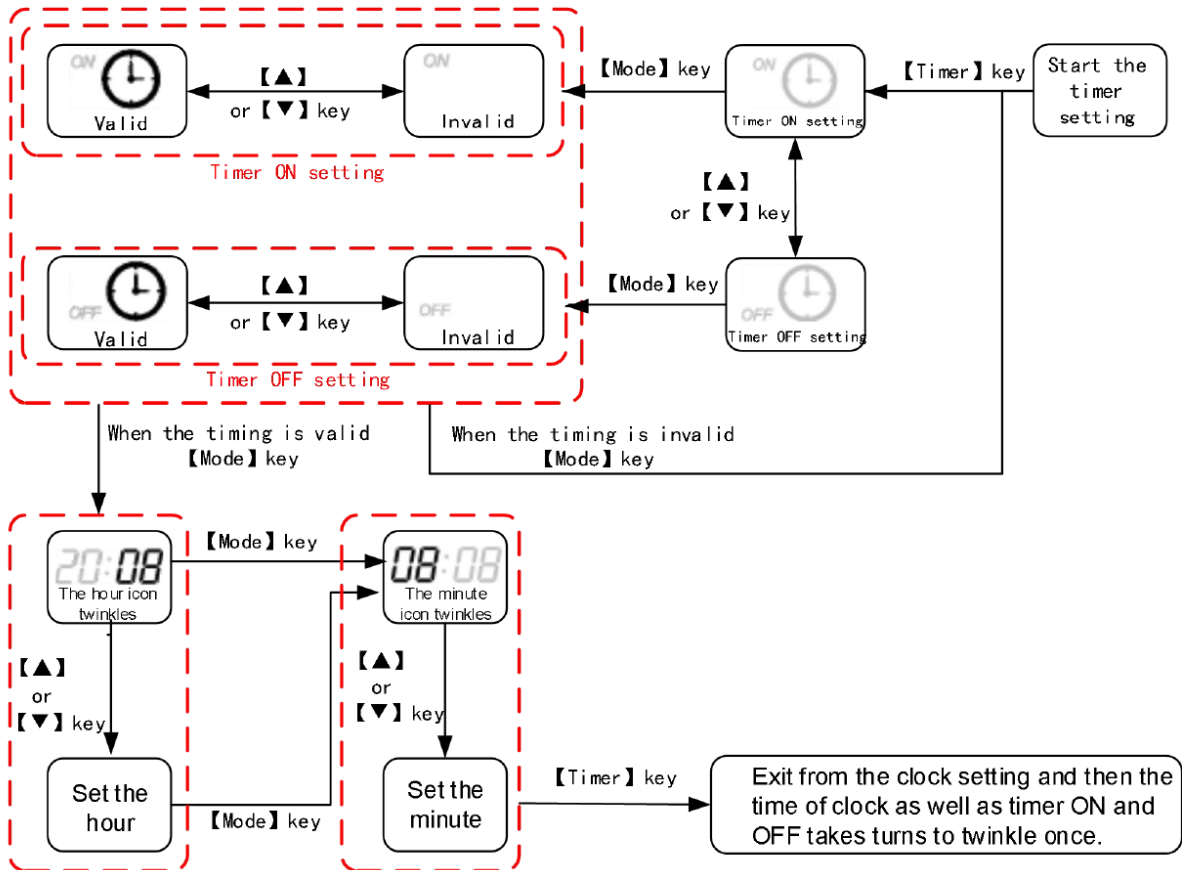 ON
Valid
【▲】
or【▼】key
ON
Invalid
【Mode】key
ON
Timer ON setting
【Timer】key
Start the
timer
setting
Timer ON setting
【▲】
or【▼】key
OFF
Valid
【▲】
or【▼】key
OFF
Invalid
【Mode】key
OFF
Timer OFF setting
Timer OFF setting
When the timing is valid
【Mode】key
When the timing is invalid
【Mode】key
20:08
The hour icon
twinkles
【Mode】key
08:08
The minute
icon twinkles
【▲】
or
【▼】key
【▲】
or
【▼】key
Set the
hour
【Mode】key
Set the
minute
【Timer】key
Exit from the clock setting and then the
time of clock as well as timer ON and
OFF takes turns to twinkle once.